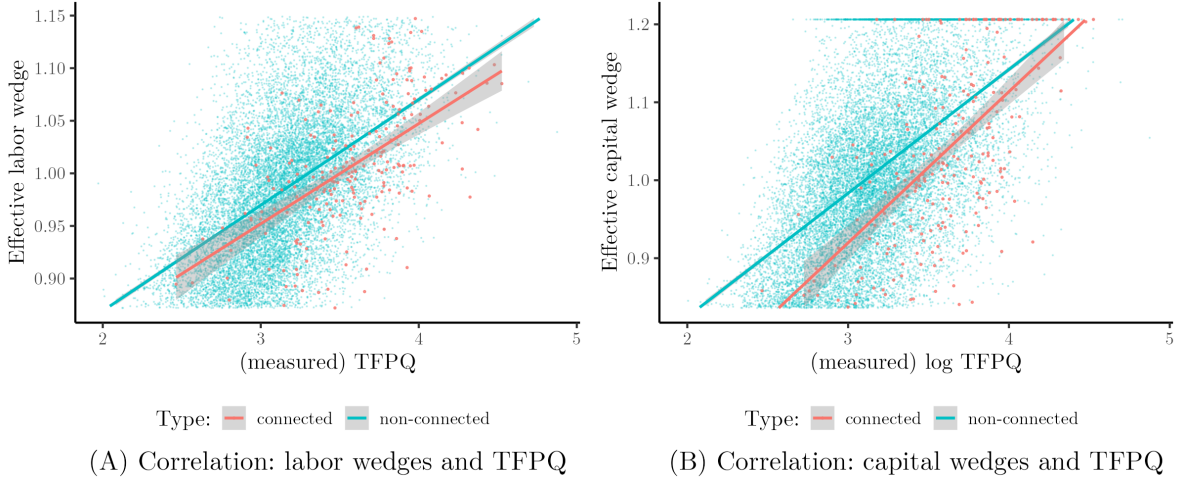 Effective labor wedge
1.15
1.10
1.05
1.00
0.95
0.90
2 3 4 5
(measured) TFPQ
Type: connected non-connected
(A) Correlation: labor wedges and TFPQ
Effective capital wedge
1.2
1.1
1.0
0.9
2 3 4 5
(measured) log TFPQ
Type: connected non-connected
(B) Correlation: capital wedges and TFPQ